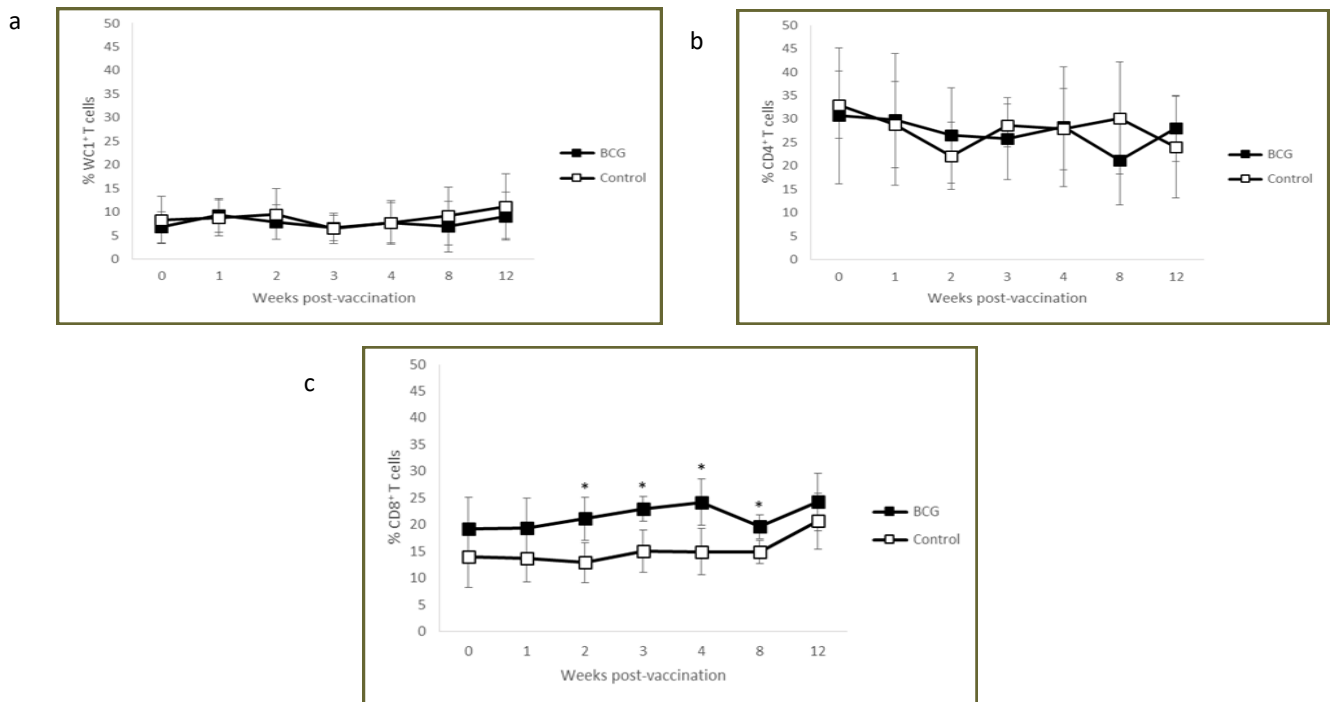 a
50
45
40
35
30
25
20
15
10
5
0
% WC1⁺ T cells
0 1 2 3 4 8 12
Weeks post-vaccination
BCG
Control
b
50
45
40
35
30
25
20
15
10
5
0
% CD4⁺ T cells
0 1 2 3 4 8 12
Weeks post-vaccination
BCG
Control
c
50
45
40
35
30
25
20
15
10
5
0
% CD8⁺ T cells
* * * *
0 1 2 3 4 8 12
Weeks post-vaccination
BCG
Control